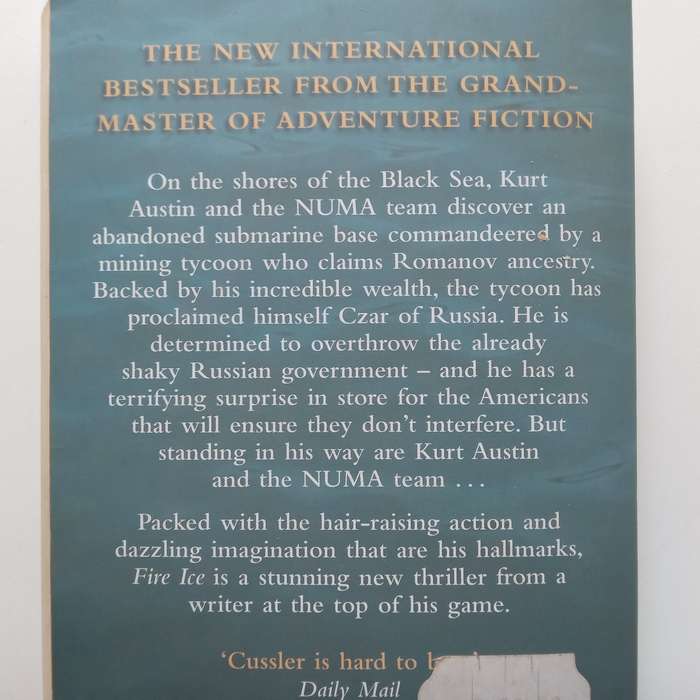 THE NEW INTERNATIONAL
BESTSELLER FROM THE GRAND-
MASTER OF ADVENTURE FICTION
On the shores of the Black Sea, Kurt
Austin and the NUMA team discover an
abandoned submarine base commandeered by a
mining tycoon who claims Romanov ancestry.
Backed by his incredible wealth, the tycoon has
proclaimed himself Czar of Russia. He is
determined to overthrow the already
shaky Russian government – and he has a
terrifying surprise in store for the Americans
that will ensure they don't interfere. But
standing in his way are Kurt Austin
and the NUMA team . . .
Packed with the hair-raising action and
dazzling imagination that are his hallmarks,
Fire Ice is a stunning new thriller from a
writer at the top of his game.
‘Cussler is hard to
Daily Mail